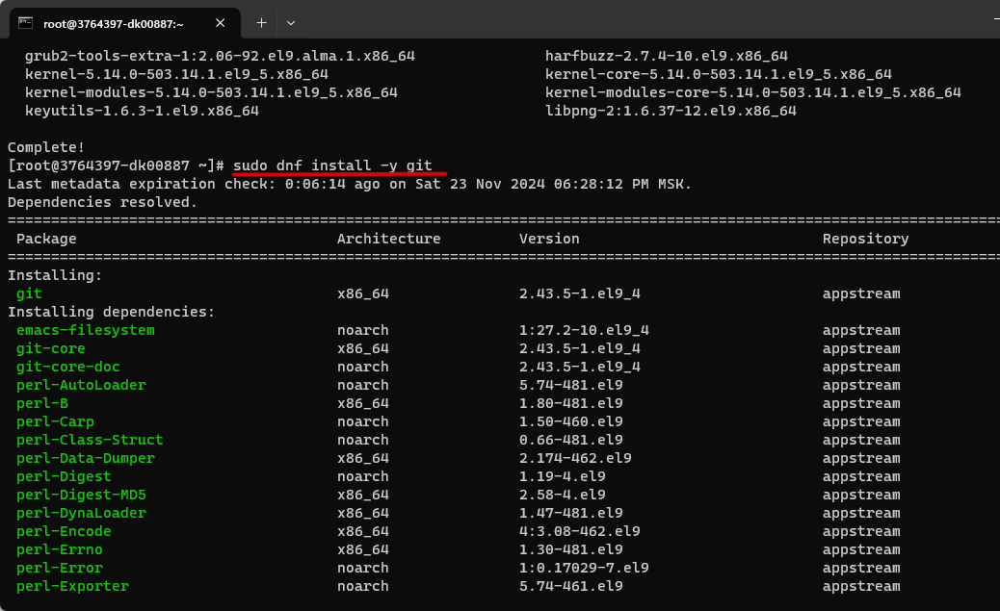 root@3764397-dk00887:~
grub2-tools-extra-1:2.06-92.el9.alma.1.x86_64 harfbuzz-2.7.4-10.el9.x86_64
kernel-5.14.0-503.14.1.el9_5.x86_64 kernel-core-5.14.0-503.14.1.el9_5.x86_64
kernel-modules-5.14.0-503.14.1.el9_5.x86_64 kernel-modules-core-5.14.0-503.14.1.el9_5.x86_64
keyutils-1.6.3-1.el9.x86_64 libpng-2:1.6.37-12.el9.x86_64
Complete!
[root@3764397-dk00887 ~]# sudo dnf install -y git
Last metadata expiration check: 0:06:14 ago on Sat 23 Nov 2024 06:28:12 PM MSK.
Dependencies resolved.
Package Architecture Version Repository
Installing:
git x86_64 2.43.5-1.el9_4 appstream
Installing dependencies:
emacs-filesystem noarch 1:27.2-10.el9_4 appstream
git-core x86_64 2.43.5-1.el9_4 appstream
git-core-doc noarch 2.43.5-1.el9_4 appstream
perl-AutoLoader noarch 5.74-481.el9 appstream
perl-B x86_64 1.80-481.el9 appstream
perl-Carp noarch 1.50-460.el9 appstream
perl-Class-Struct noarch 0.66-481.el9 appstream
perl-Data-Dumper x86_64 2.174-462.el9 appstream
perl-Digest noarch 1.19-4.el9 appstream
perl-Digest-MD5 x86_64 2.58-4.el9 appstream
perl-DynaLoader x86_64 1.47-481.el9 appstream
perl-Encode x86_64 4:3.08-462.el9 appstream
perl-Errno x86_64 1.30-481.el9 appstream
perl-Error noarch 1:0.17029-7.el9 appstream
perl-Exporter noarch 5.74-461.el9 appstream